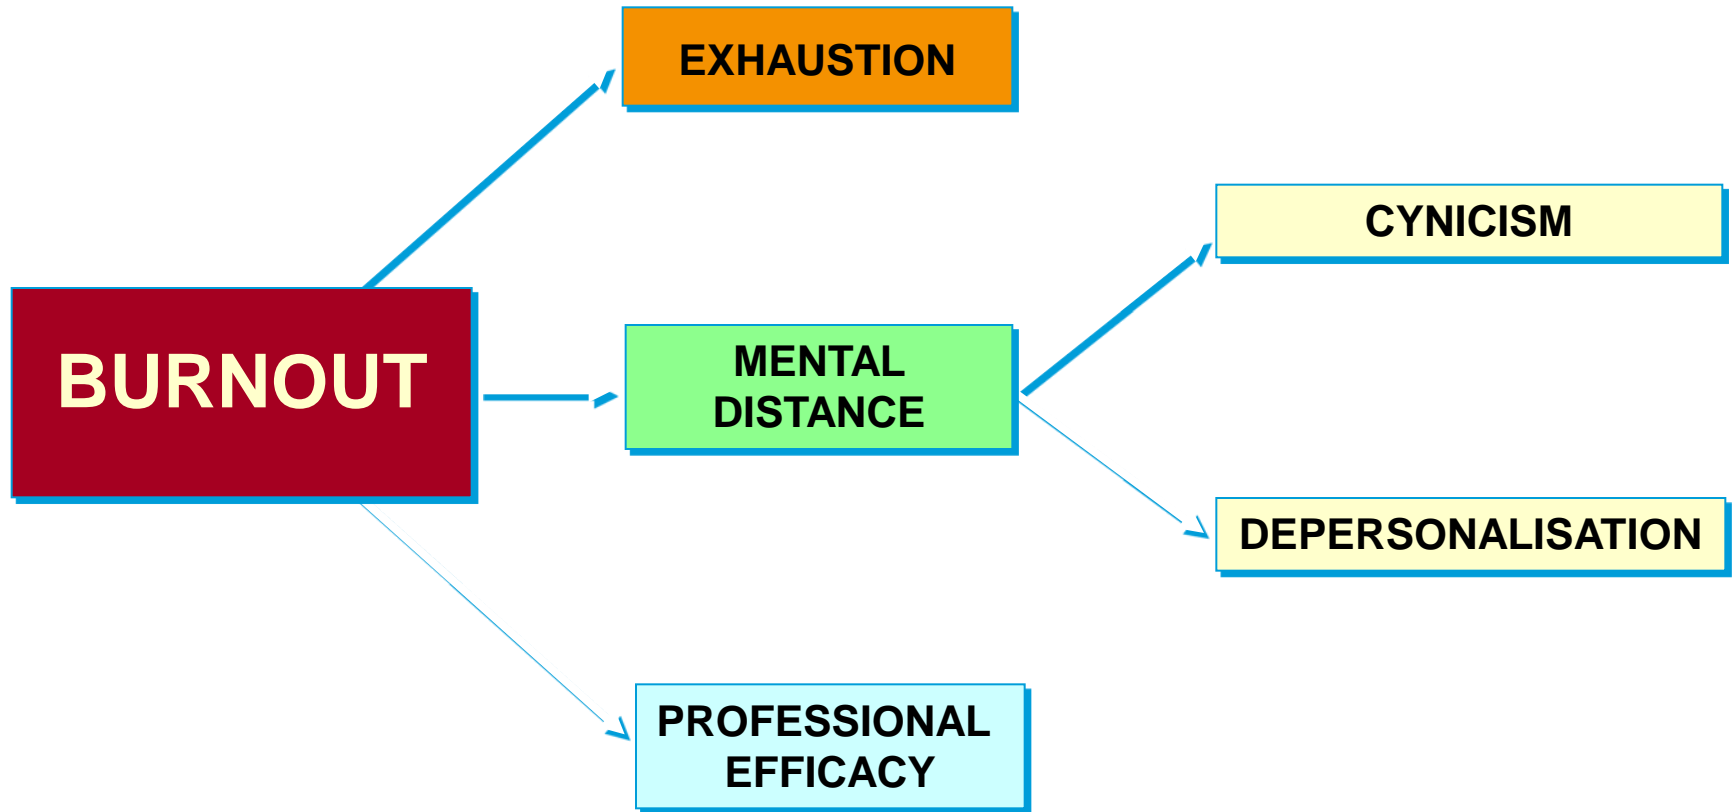 EXHAUSTION
CYNICISM
BURNOUT
MENTAL
DISTANCE
DEPERSONALISATION
PROFESSIONAL
EFFICACY